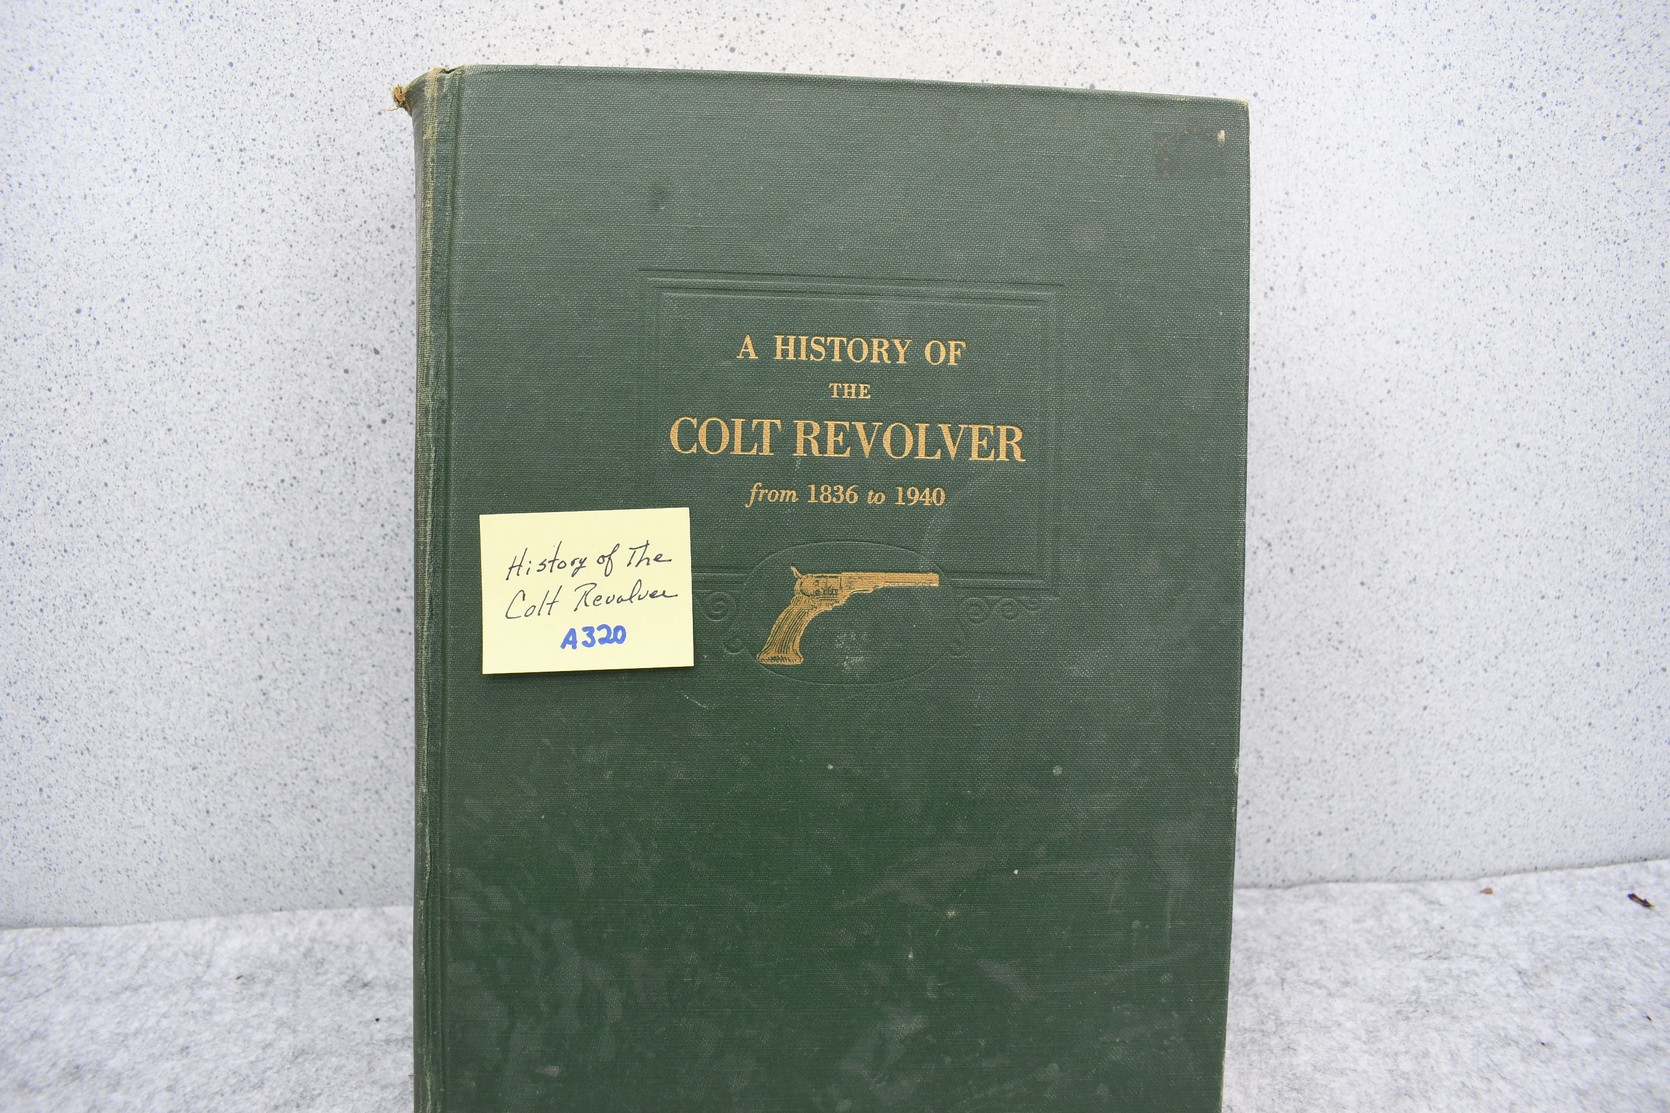 A HISTORY OF
THE
COLT REVOLVER
from 1836 to 1940
History of The
Colt Revolver
A320